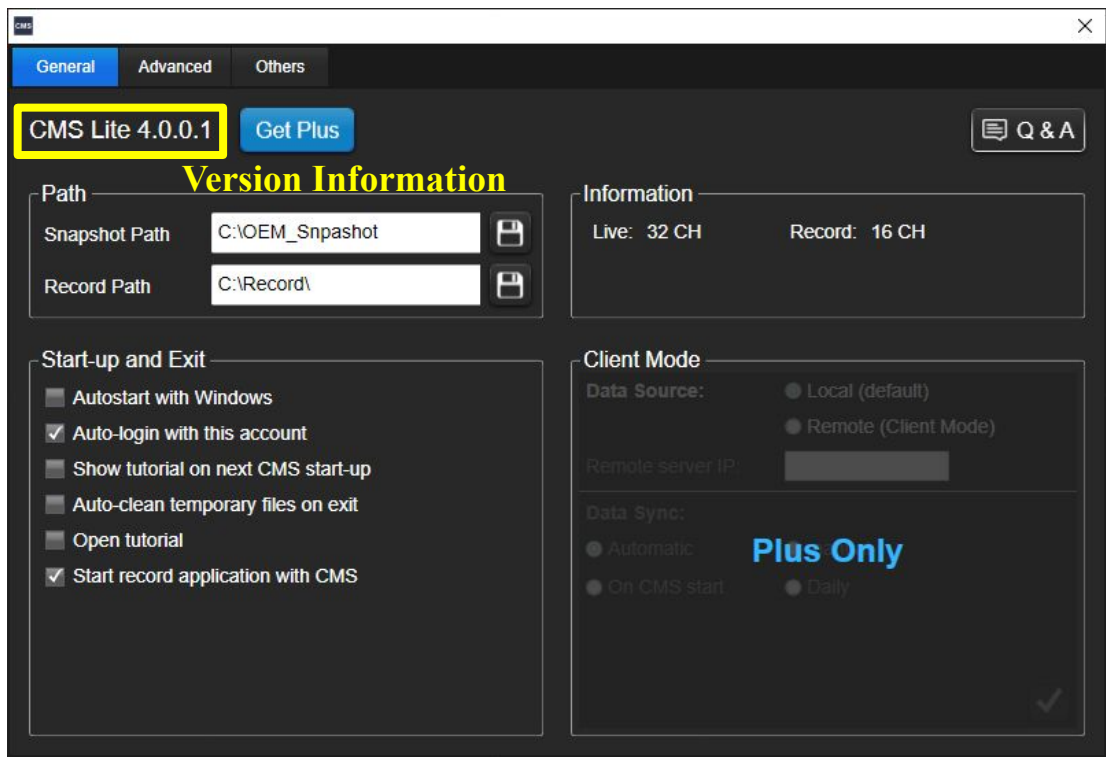 CMS
General Advanced Others
CMS Lite 4.0.0.1 Get Plus Q & A
Version Information
Path
Snapshot Path C:\OEM_Snpashot
Record Path C:\Record\
Information
Live: 32 CH Record: 16 CH
Start-up and Exit
Autostart with Windows
Auto-login with this account
Show tutorial on next CMS start-up
Auto-clean temporary files on exit
Open tutorial
Start record application with CMS
Client Mode
Data Source: Local (default)
Remote (Client Mode)
Remote server IP:
Data Sync:
Automatic
Plus Only
On CMS start Daily